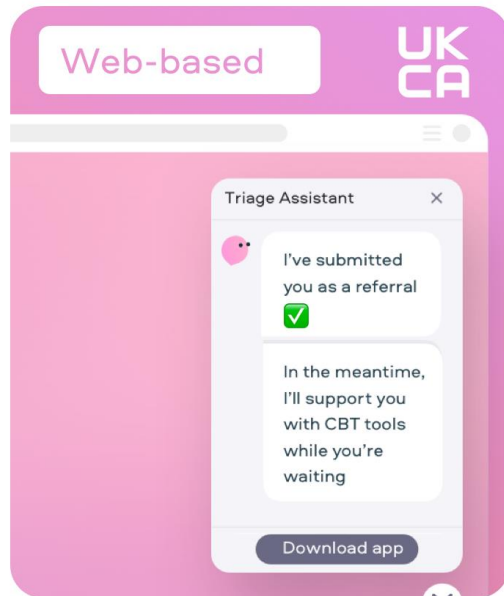 Web-based
UK
CA
Triage Assistant
I’ve submitted
you as a referral
In the meantime,
I’ll support you
with CBT tools
while you’re
waiting
Download app